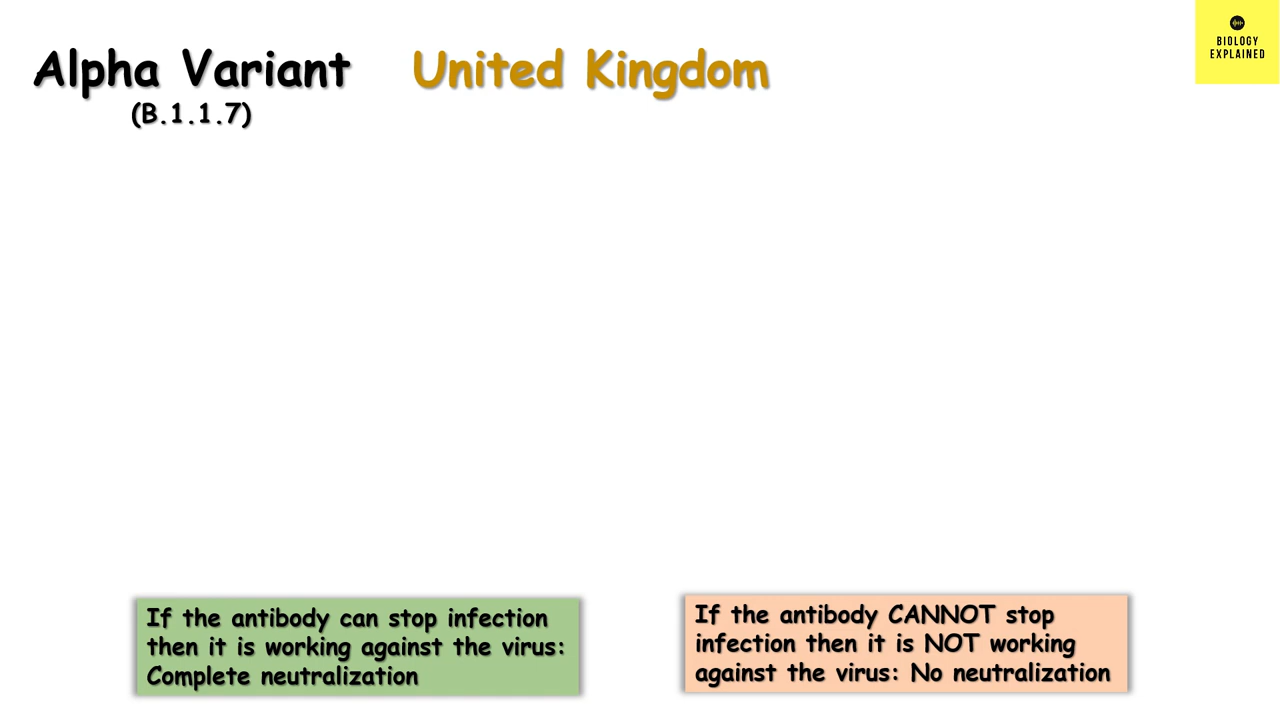 Alpha Variant United Kingdom
(B.1.1.7)
BIOLOGY
EXPLAINED
If the antibody can stop infection
then it is working against the virus:
Complete neutralization
If the antibody CANNOT stop
infection then it is NOT working
against the virus: No neutralization